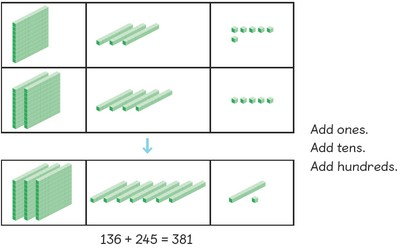 Add ones.
Add tens.
Add hundreds.
136 + 245 = 381